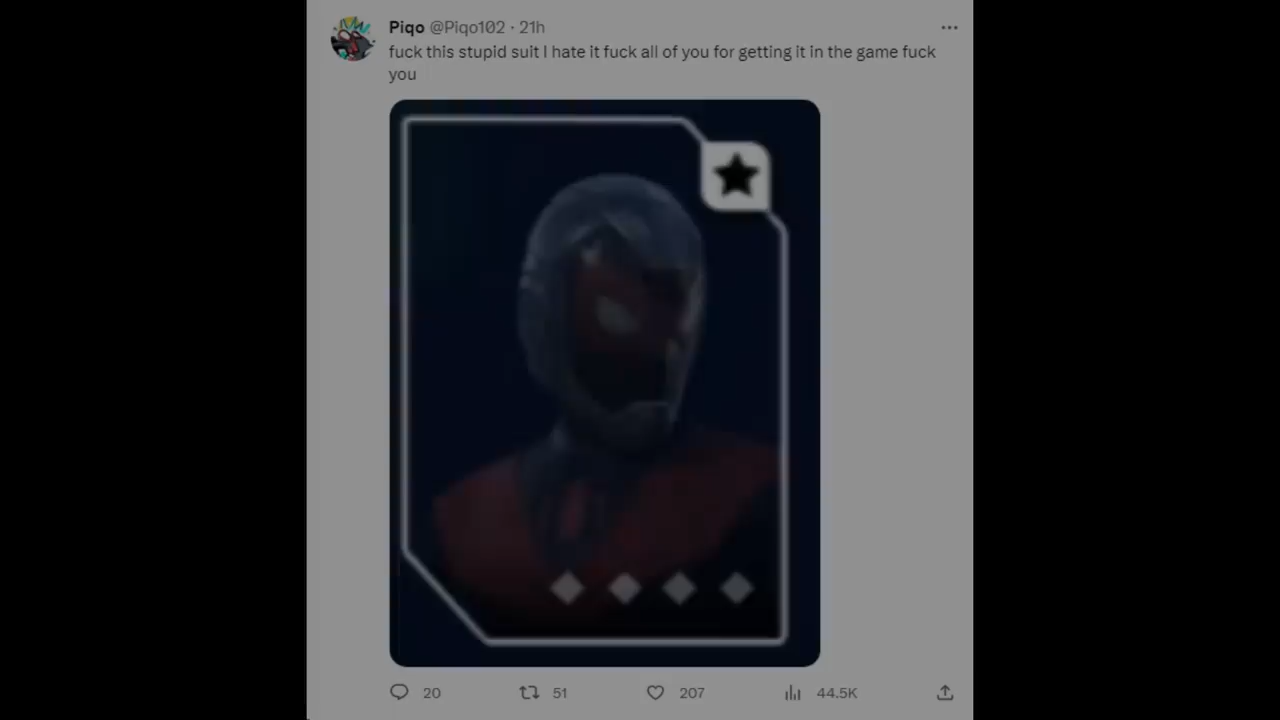 Piqo @Piqo102 · 21h
fuck this stupid suit I hate it fuck all of you for getting it in the game fuck
you
20 51 207 44.5K